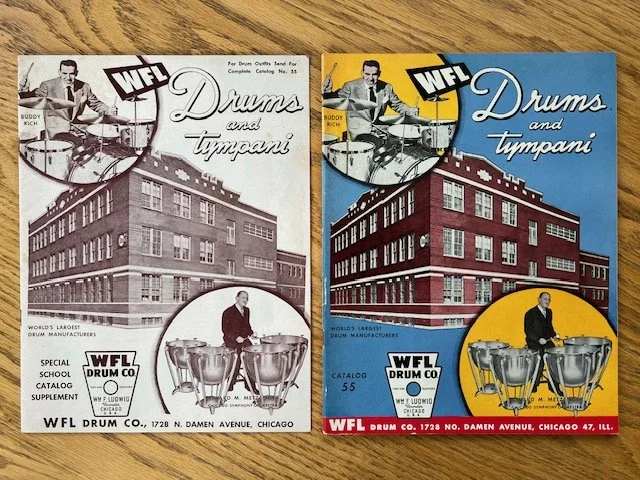 For Drum Outfits Send For
Complete Catalog No. 55
WFL
Drums
and
tympani
BUDDY
RICH
WORLD'S LARGEST
DRUM MANUFACTURERS
SPECIAL
SCHOOL
CATALOG
SUPPLEMENT
WFL
DRUM CO.
WM F. LUDWIG
CHICAGO
U.S.A.
WFL DRUM CO., 1728 N. DAMEN AVENUE, CHICAGO
WFL
Drums
and
tympani
BUDDY
RICH
WORLD'S LARGEST
DRUM MANUFACTURERS
CATALOG
55
WFL
DRUM CO.
WM F. LUDWIG
CHICAGO
U.S.A.
WFL DRUM CO. 1728 NO. DAMEN AVENUE, CHICAGO 47, ILL.